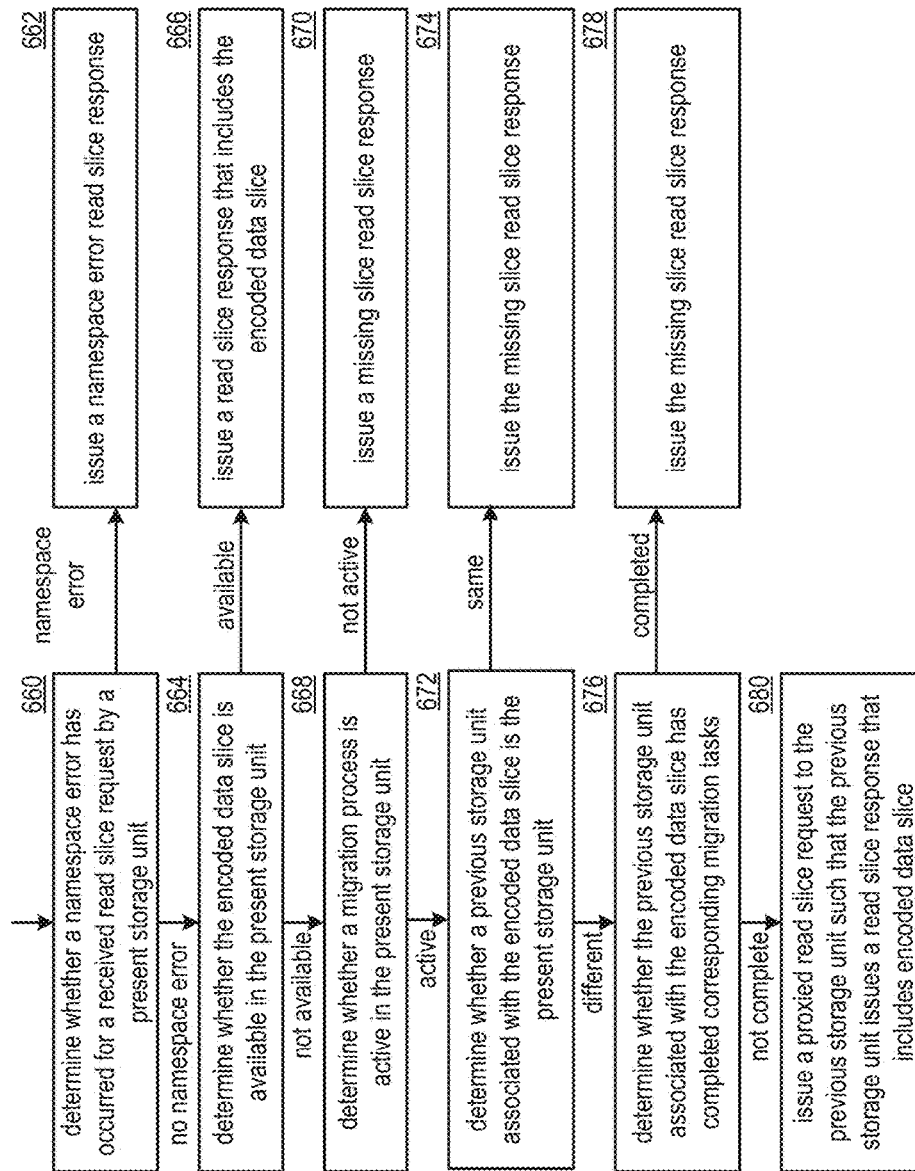 660
determine whether a namespace error has
occurred for a received read slice request by a
present storage unit
namespace
error
662
issue a namespace error read slice response
no namespace error
664
determine whether the encoded data slice is
available in the present storage unit
available
666
issue a read slice response that includes the
encoded data slice
not available
668
determine whether a migration process is
active in the present storage unit
not active
670
issue a missing slice read slice response
active
672
determine whether a previous storage unit
associated with the encoded data slice is the
present storage unit
same
674
issue the missing slice read slice response
different
676
determine whether the previous storage unit
associated with the encoded data slice has
completed corresponding migration tasks
completed
678
issue the missing slice read slice response
not complete
680
issue a proxied read slice request to the
previous storage unit such that the previous
storage unit issues a read slice response that
includes encoded data slice